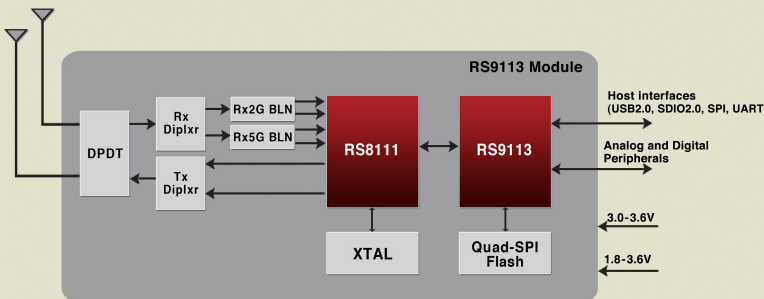 RS9113 Module
Host interfaces
(USB2.0, SDIO2.0, SPI, UART
Rx
Diplxr
Rx2G BLN
Rx5G BLN
DPDT
RS8111
RS9113
Analog and Digital
Peripherals
Tx
Diplxr
3.0-3.6V
XTAL
Quad-SPI
Flash
1.8-3.6V